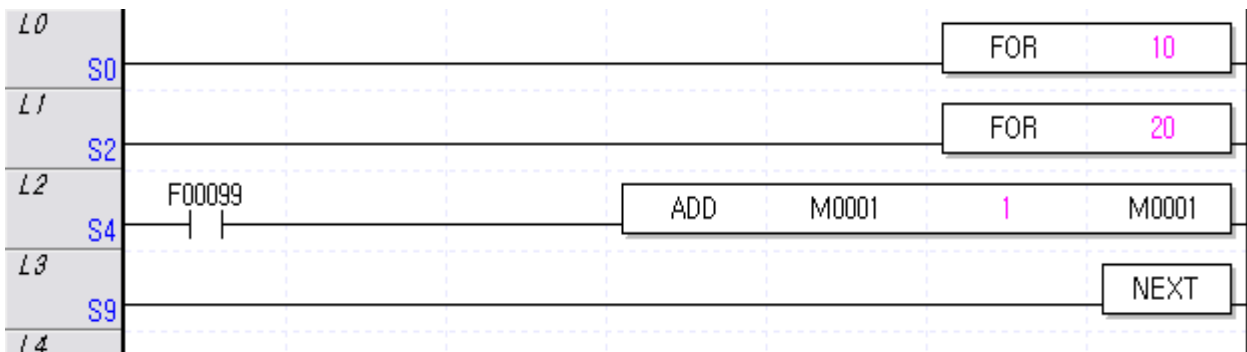 L0
FOR 10
S0
L1
FOR 20
S2
L2
F00099
ADD M0001 1 M0001
S4
L3
NEXT
S9
L4